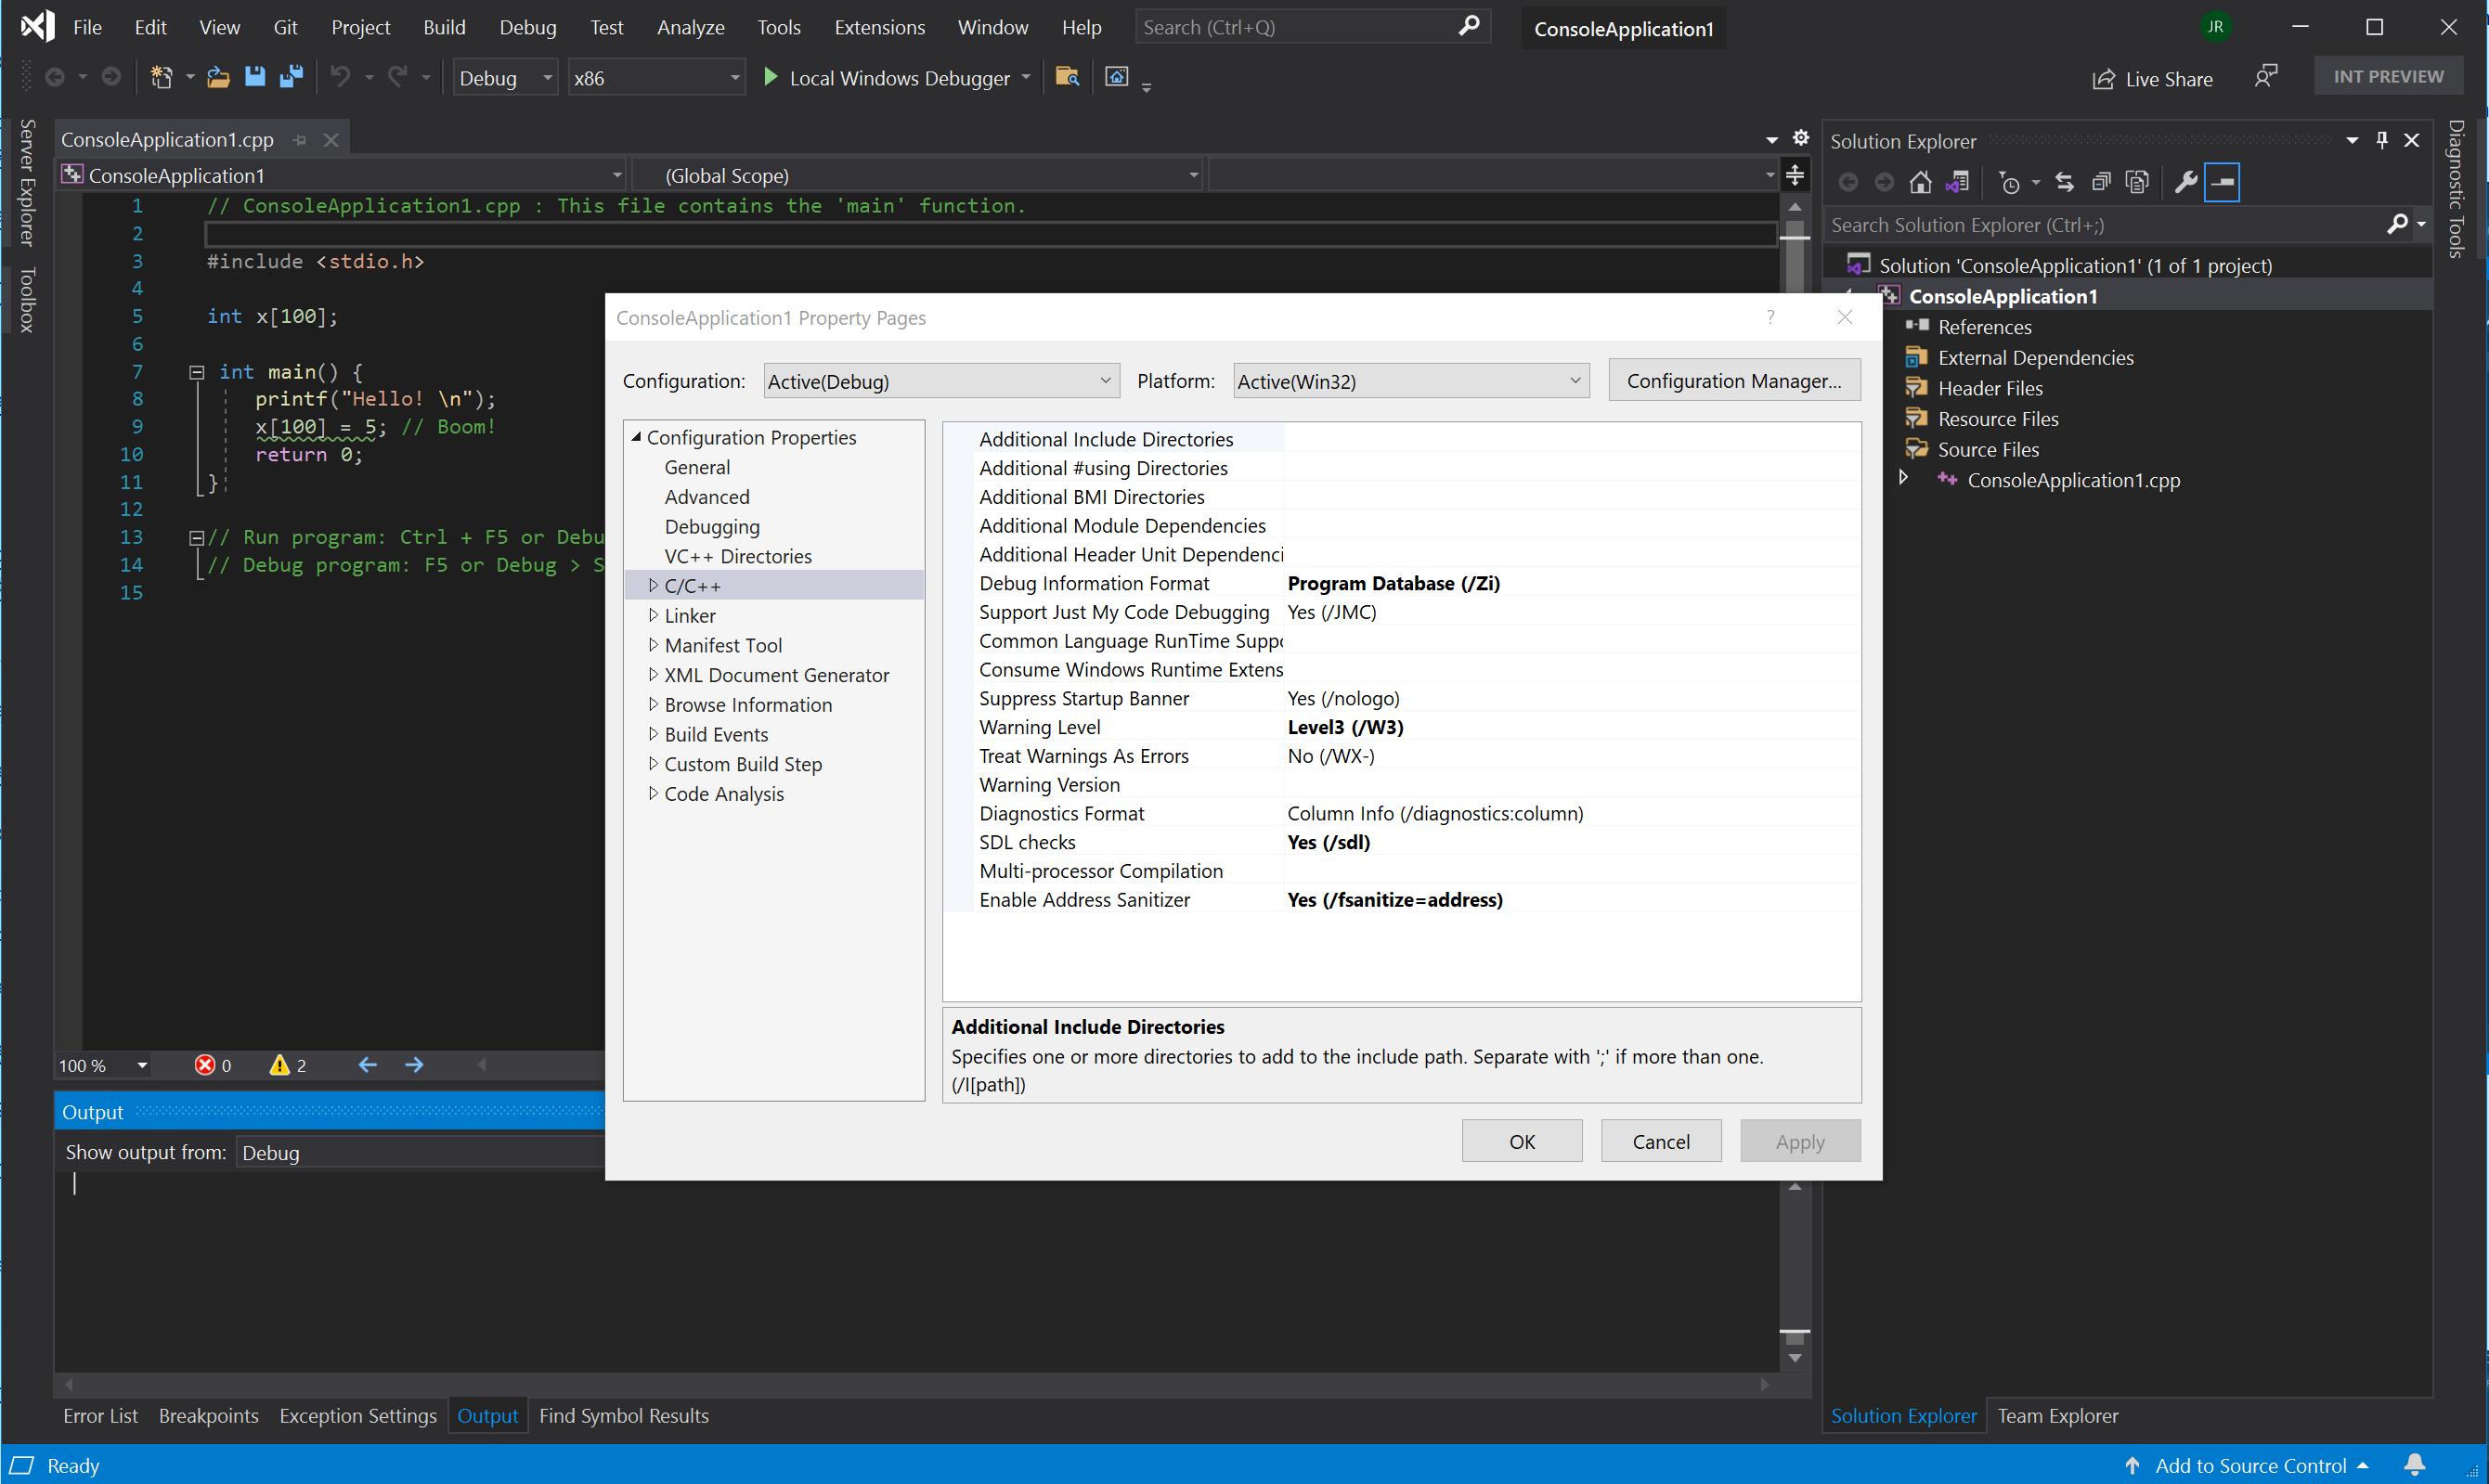 File Edit View Git Project Build Debug Test Analyze Tools Extensions Window Help Search (Ctrl+Q) ConsoleApplication1 JR
Debug x86 Local Windows Debugger Live Share INT PREVIEW
Server Explorer
Toolbox
ConsoleApplication1.cpp
ConsoleApplication1 (Global Scope)
1 // ConsoleApplication1.cpp : This file contains the 'main' function.
2
3 #include <stdio.h>
4
5 int x[100];
6
7 int main() {
8 printf("Hello! \n");
9 x[100] = 5; // Boom!
10 return 0;
11 }
12
13 // Run program: Ctrl + F5 or Debu
14 // Debug program: F5 or Debug > S
15
100 % 0 2
ConsoleApplication1 Property Pages ?
Configuration: Active(Debug) Platform: Active(Win32) Configuration Manager...
Configuration Properties
General
Advanced
Debugging
VC++ Directories
C/C++
Linker
Manifest Tool
XML Document Generator
Browse Information
Build Events
Custom Build Step
Code Analysis
Additional Include Directories
Additional #using Directories
Additional BMI Directories
Additional Module Dependencies
Additional Header Unit Dependenci
Debug Information Format Program Database (/Zi)
Support Just My Code Debugging Yes (/JMC)
Common Language RunTime Suppo
Consume Windows Runtime Extens
Suppress Startup Banner Yes (/nologo)
Warning Level Level3 (/W3)
Treat Warnings As Errors No (/WX-)
Warning Version
Diagnostics Format Column Info (/diagnostics:column)
SDL checks Yes (/sdl)
Multi-processor Compilation
Enable Address Sanitizer Yes (/fsanitize=address)
Additional Include Directories
Specifies one or more directories to add to the include path. Separate with ';' if more than one.
(/I[path])
OK Cancel Apply
Output
Show output from: Debug
Error List Breakpoints Exception Settings Output Find Symbol Results
Solution Explorer
Search Solution Explorer (Ctrl+;)
Solution 'ConsoleApplication1' (1 of 1 project)
ConsoleApplication1
References
External Dependencies
Header Files
Resource Files
Source Files
ConsoleApplication1.cpp
Diagnostic Tools
Solution Explorer Team Explorer
Ready Add to Source Control